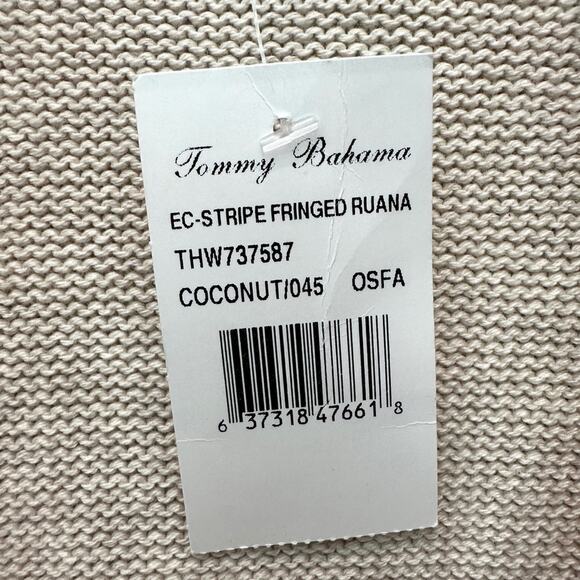 Tommy Bahama
EC-STRIPE FRINGED RUANA
THW737587
COCONUT/045 OSFA
6 37318 47661 8